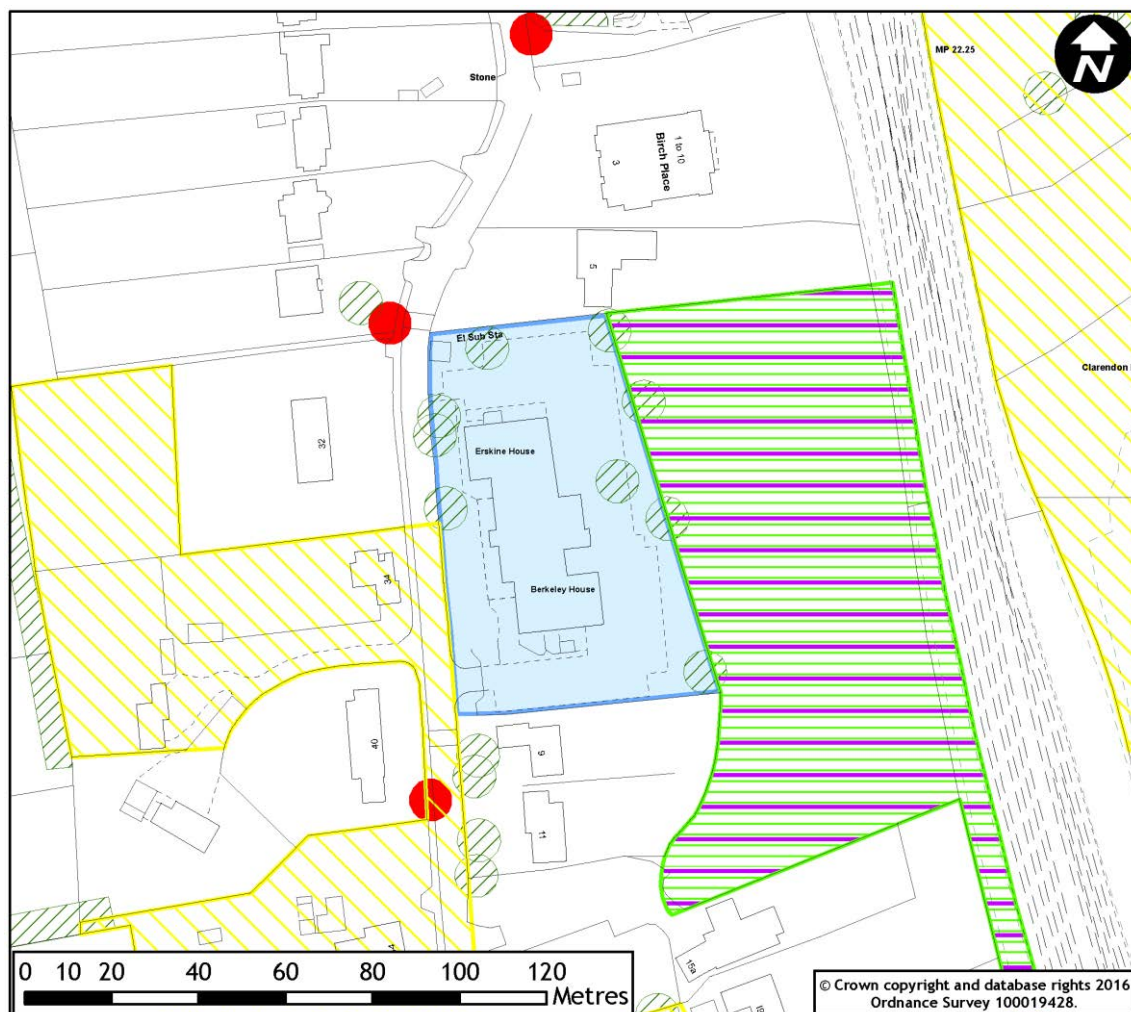 Stone
MP 22.25
N
1 to 10
Birch Place
3
5
El Sub Sta
Clarendon
32
Erskine House
34
Berkeley House
40
9
11
15a
0 10 20 40 60 80 100 120
Metres
© Crown copyright and database rights 2016
Ordnance Survey 100019428.